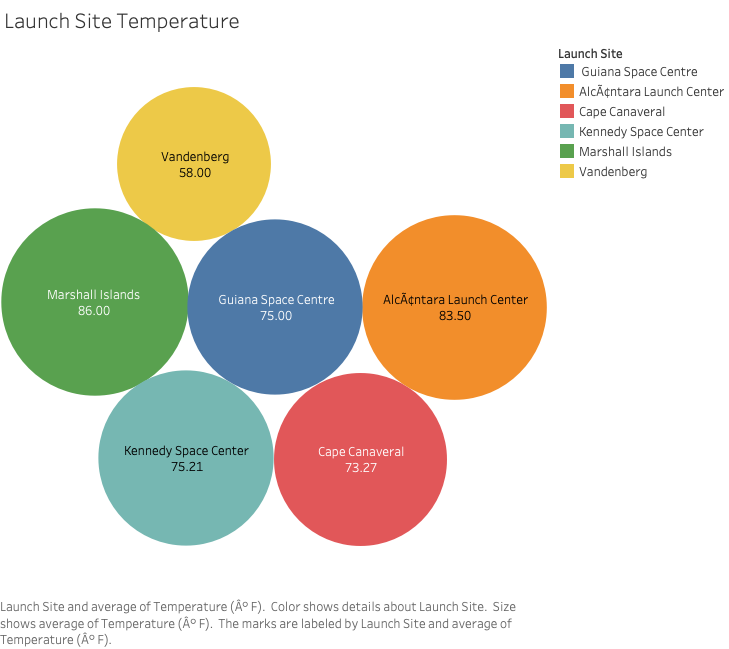 Launch Site Temperature
Launch Site
Guiana Space Centre
AlcÃ¢ntara Launch Center
Cape Canaveral
Kennedy Space Center
Marshall Islands
Vandenberg
Vandenberg
58.00
Marshall Islands
86.00
Guiana Space Centre
75.00
AlcÃ¢ntara Launch Center
83.50
Kennedy Space Center
75.21
Cape Canaveral
73.27
Launch Site and average of Temperature (Âº F).  Color shows details about Launch Site.  Size
shows average of Temperature (Âº F).  The marks are labeled by Launch Site and average of
Temperature (Âº F).